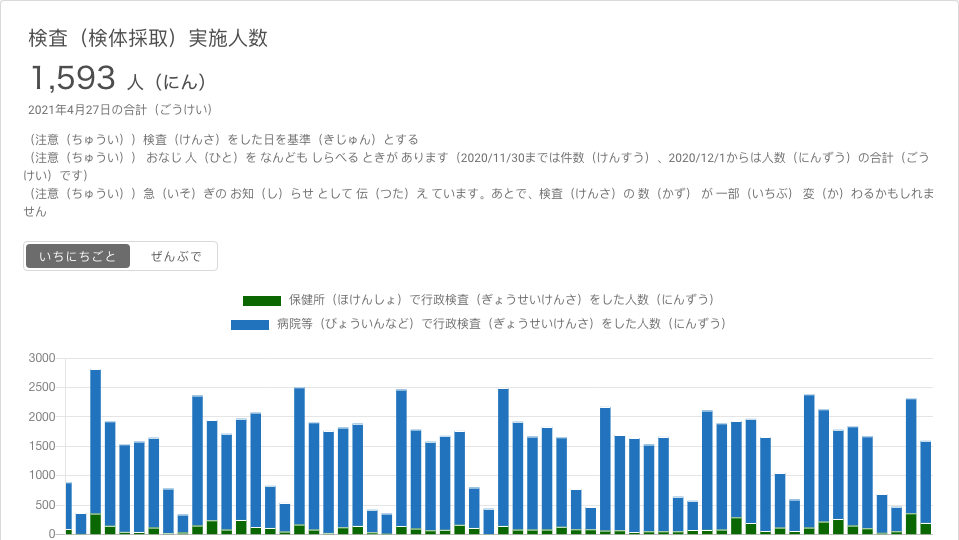 検査（検体採取）実施人数
1,593 人（にん）
2021年4月27日の合計（ごうけい）
（注意（ちゅうい））検査（けんさ）をした日を基準（きじゅん）とする
（注意（ちゅうい）） おなじ 人（ひと）を なんども しらべる ときが あります（2020/11/30までは件数（けんすう）、2020/12/1からは人数（にんずう）の合計（ごう
けい）です）
（注意（ちゅうい））急（いそ）ぎの お知（し）らせ として 伝（つた）え ています。あとで、検査（けんさ）の 数（かず） が 一部（いちぶ） 変（か）わるかもしれま
せん
いちにちごと ぜんぶで
保健所（ほけんしょ）で行政検査（ぎょうせいけんさ）をした人数（にんずう）
病院等（びょういんなど）で行政検査（ぎょうせいけんさ）をした人数（にんずう）
3000
2500
2000
1500
1000
500
0